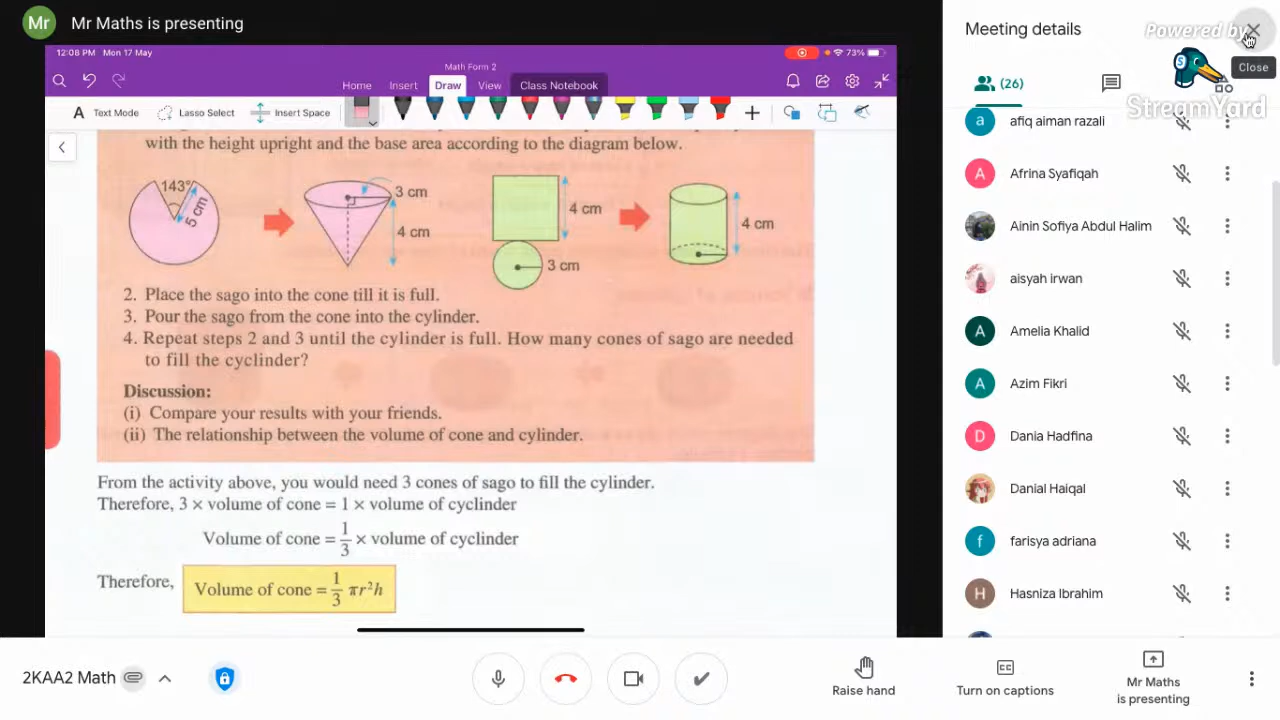 Mr Mr Maths is presenting
12:08 PM Mon 17 May
73%
Math Form 2
Home Insert Draw View Class Notebook
A Text Mode Lasso Select Insert Space
with the height upright and the base area according to the diagram below.
143°
5 cm
3 cm
4 cm
4 cm
3 cm
4 cm
2. Place the sago into the cone till it is full.
3. Pour the sago from the cone into the cylinder.
4. Repeat steps 2 and 3 until the cylinder is full. How many cones of sago are needed
to fill the cyclinder?
Discussion:
(i) Compare your results with your friends.
(ii) The relationship between the volume of cone and cylinder.
From the activity above, you would need 3 cones of sago to fill the cylinder.
Therefore, 3 × volume of cone = 1 × volume of cyclinder
Volume of cone = 1/3 × volume of cyclinder
Therefore, Volume of cone = 1/3 πr²h
Meeting details
Powered by
Close
(26)
S
StreamYard
a afiq aiman razali
A Afrina Syafiqah
Ainin Sofiya Abdul Halim
aisyah irwan
A Amelia Khalid
A Azim Fikri
D Dania Hadfina
Danial Haiqal
f farisya adriana
H Hasniza Ibrahim
2KAA2 Math
Raise hand
CC
Turn on captions
Mr Maths
is presenting